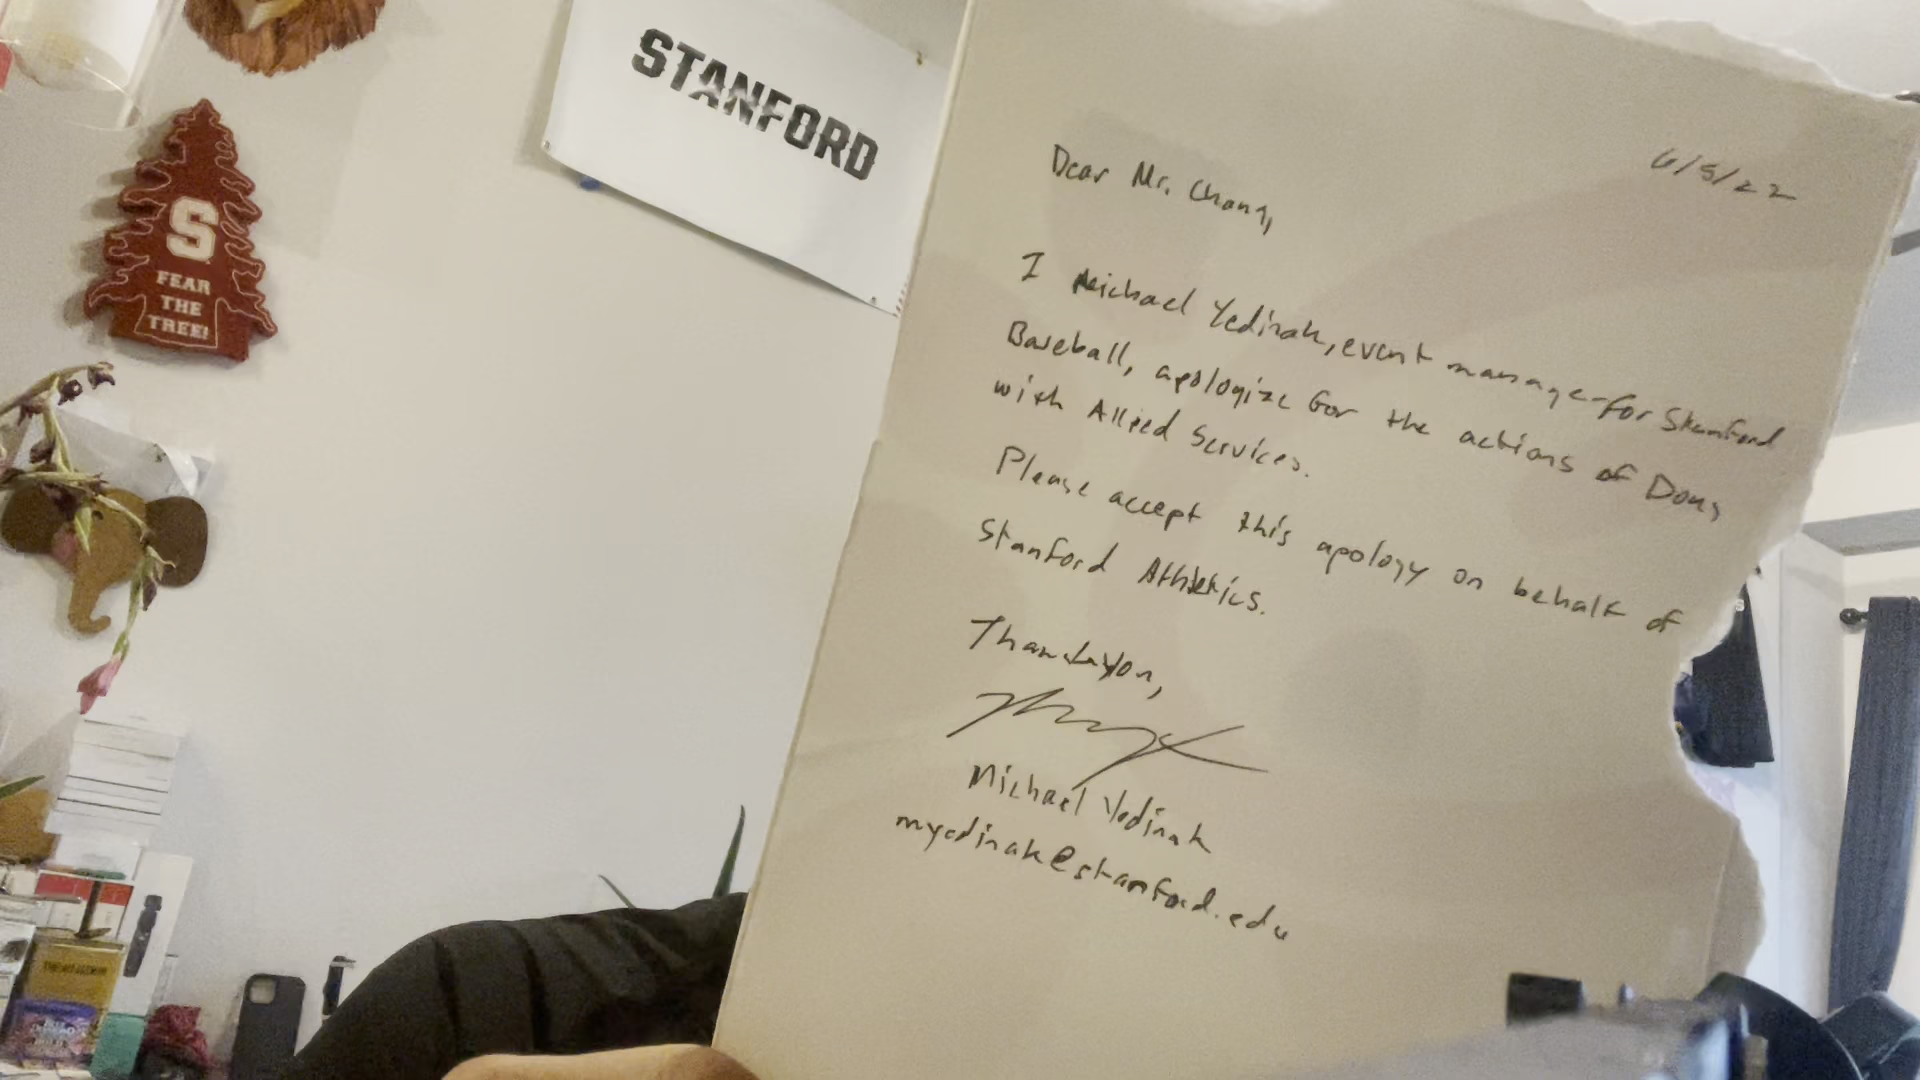 STANFORD
S
FEAR
THE
TREE!
6/5/22
Dear Mr. Chang,
I Michael Yedinak, event manager for Stanford
Baseball, apologize for the actions of Doug
with Allied Services.
Please accept this apology on behalf of
Stanford Athletics.
Thank you,
Michael Yedinak
myedinak@stanford.edu